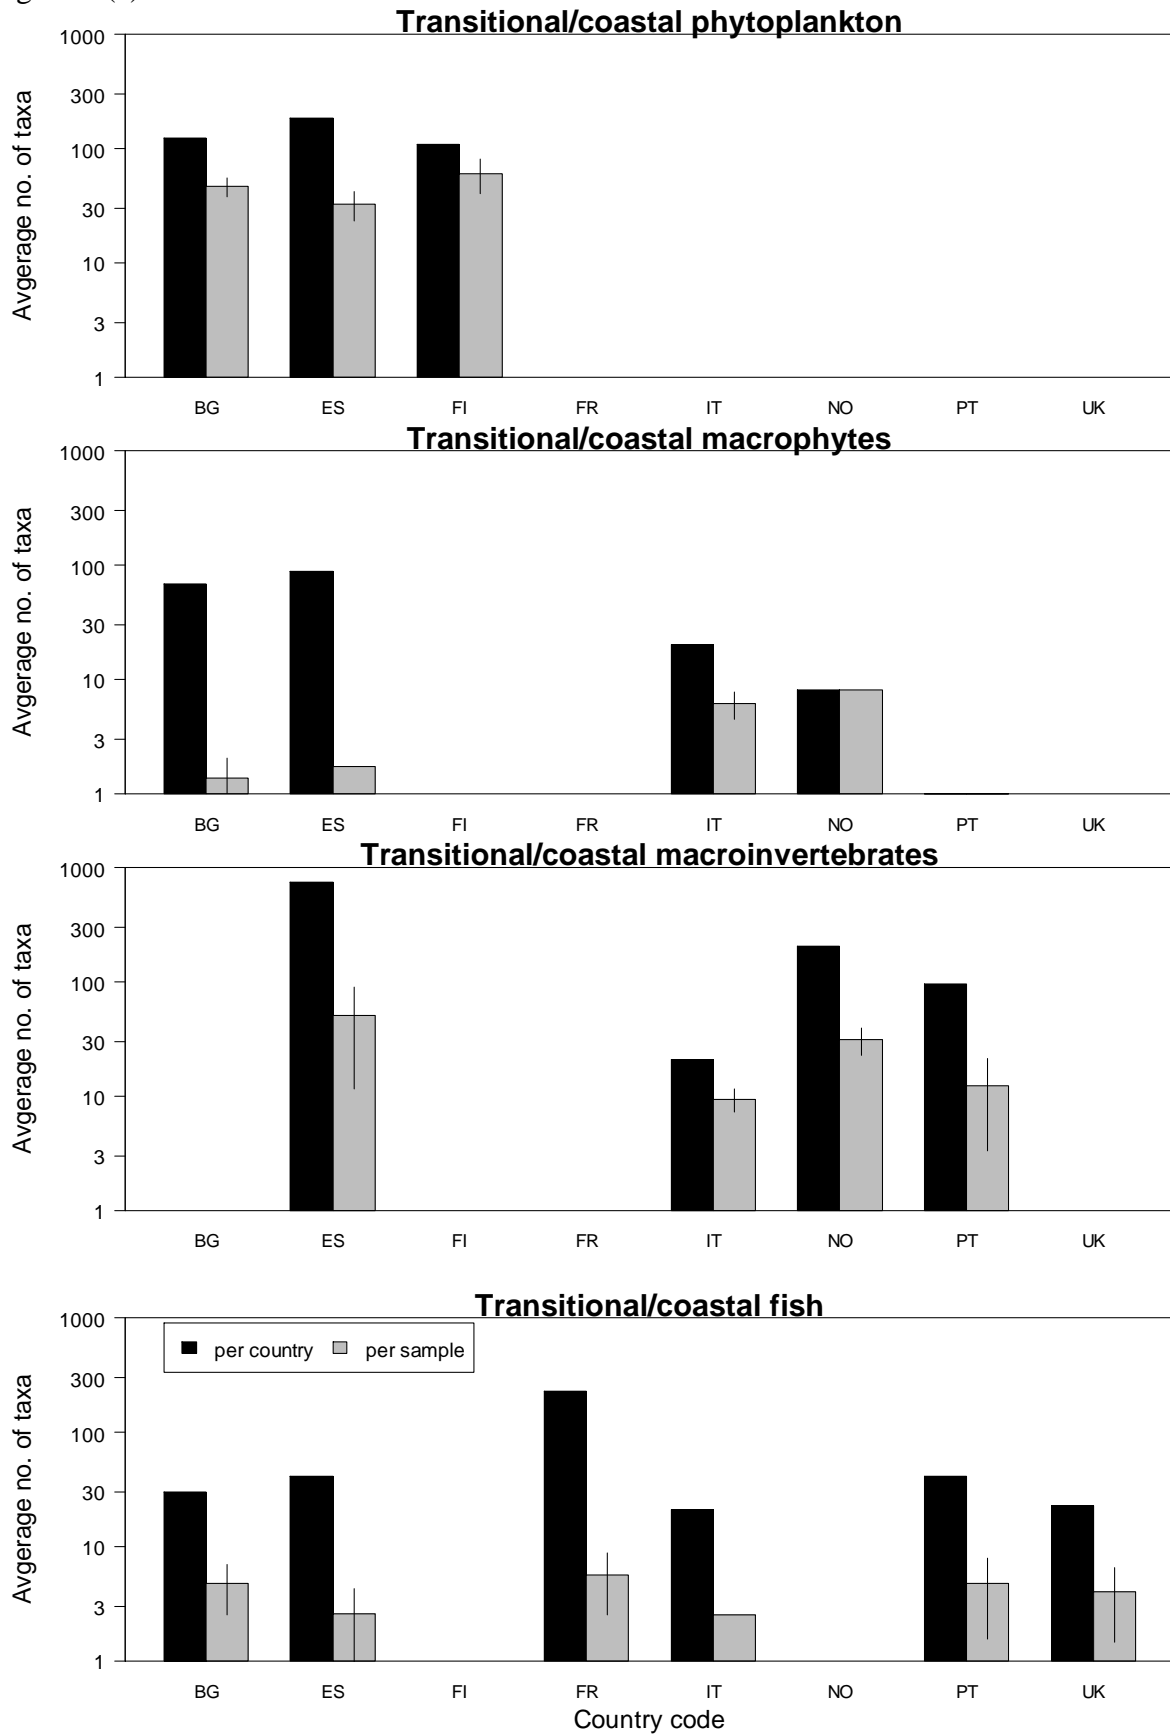 Transitional/coastal phytoplankton
Avgerage no. of taxa
1000
300
100
30
10
3
1
BG ES FI FR IT NO PT UK
Transitional/coastal macrophytes
Avgerage no. of taxa
1000
300
100
30
10
3
1
BG ES FI FR IT NO PT UK
Transitional/coastal macroinvertebrates
Avgerage no. of taxa
1000
300
100
30
10
3
1
BG ES FI FR IT NO PT UK
Transitional/coastal fish
per country per sample
Avgerage no. of taxa
1000
300
100
30
10
3
1
BG ES FI FR IT NO PT UK
Country code